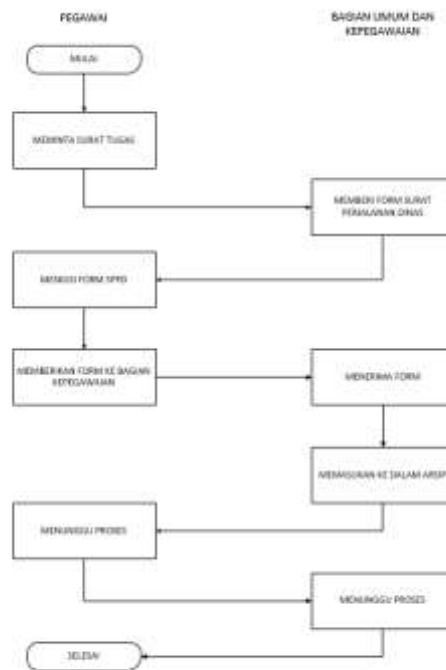 PEGAWAI
BAGIAN UMUM DAN
KEPEGAWAIAN
MULAI
MEMINTA SURAT TUGAS
MEMBERI FORM SURAT
PERJALANAN DINAS
MENGISI FORM SPPD
MEMBERIKAN FORM KE BAGIAN
KEPEGAWAIAN
MENERIMA FORM
MEMASUKAN KE DALAM ARSIP
MENUNGGU PROSES
MENUNGGU PROSES
SELESAI